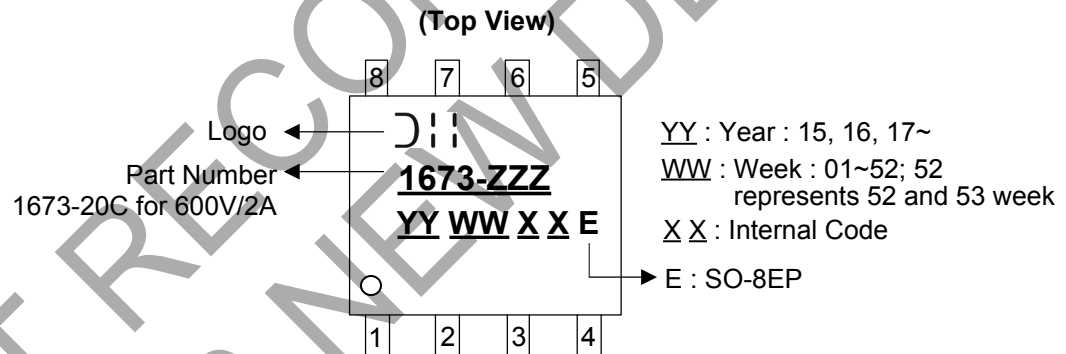 (Top View)
8 7 6 5
Logo
1673-ZZZ
Part Number
1673-20C for 600V/2A
YY WW X X E
YY : Year : 15, 16, 17~
WW : Week : 01~52; 52
represents 52 and 53 week
X X : Internal Code
E : SO-8EP
1 2 3 4